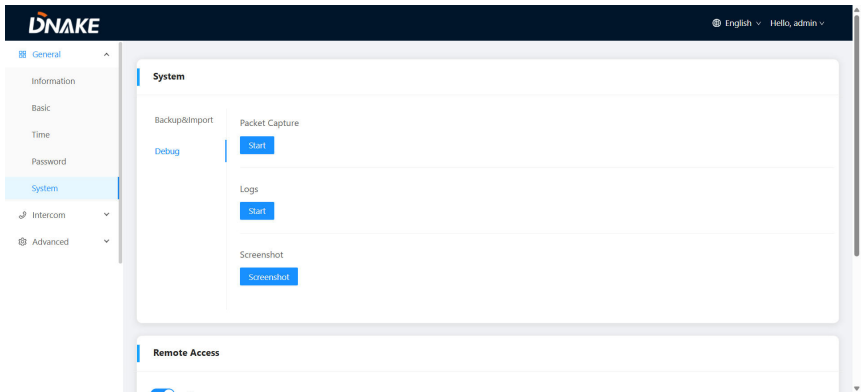 DNAKE
English
Hello, admin
General
Information
Basic
Time
Password
System
Intercom
Advanced
System
Backup&Import
Debug
Packet Capture
Start
Logs
Start
Screenshot
Screenshot
Remote Access